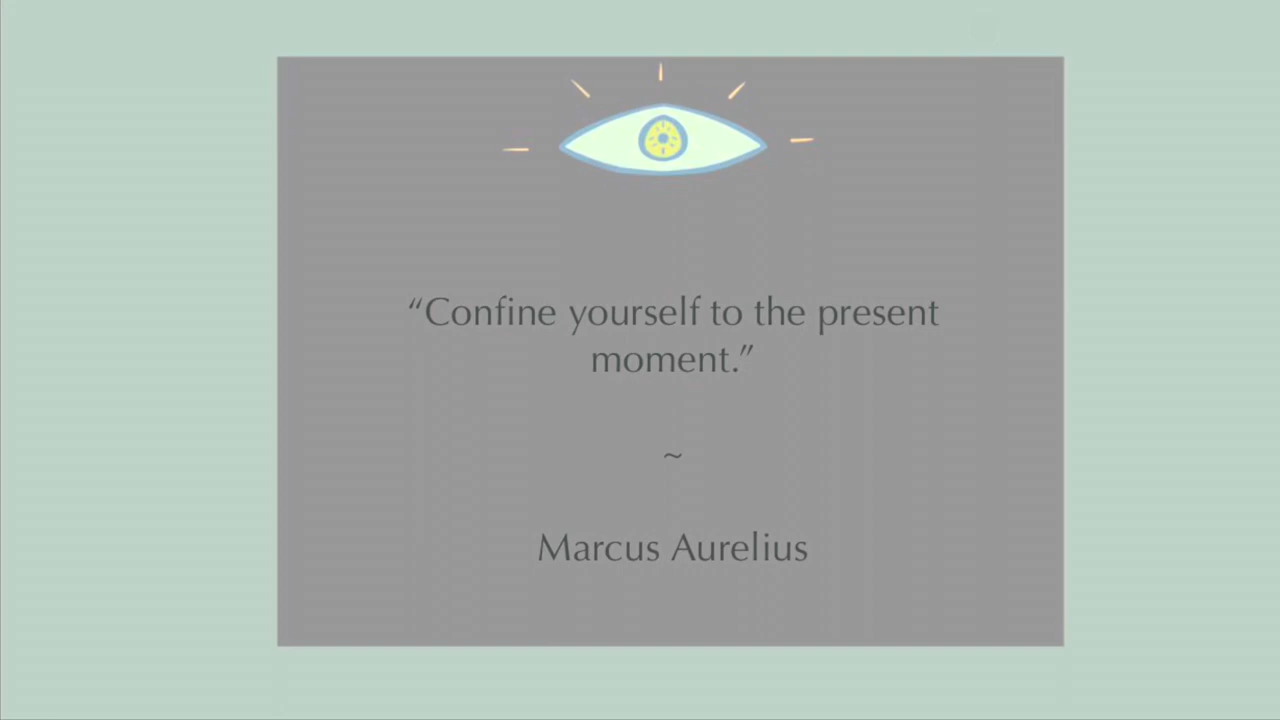 “Confine yourself to the present
moment.”
~
Marcus Aurelius